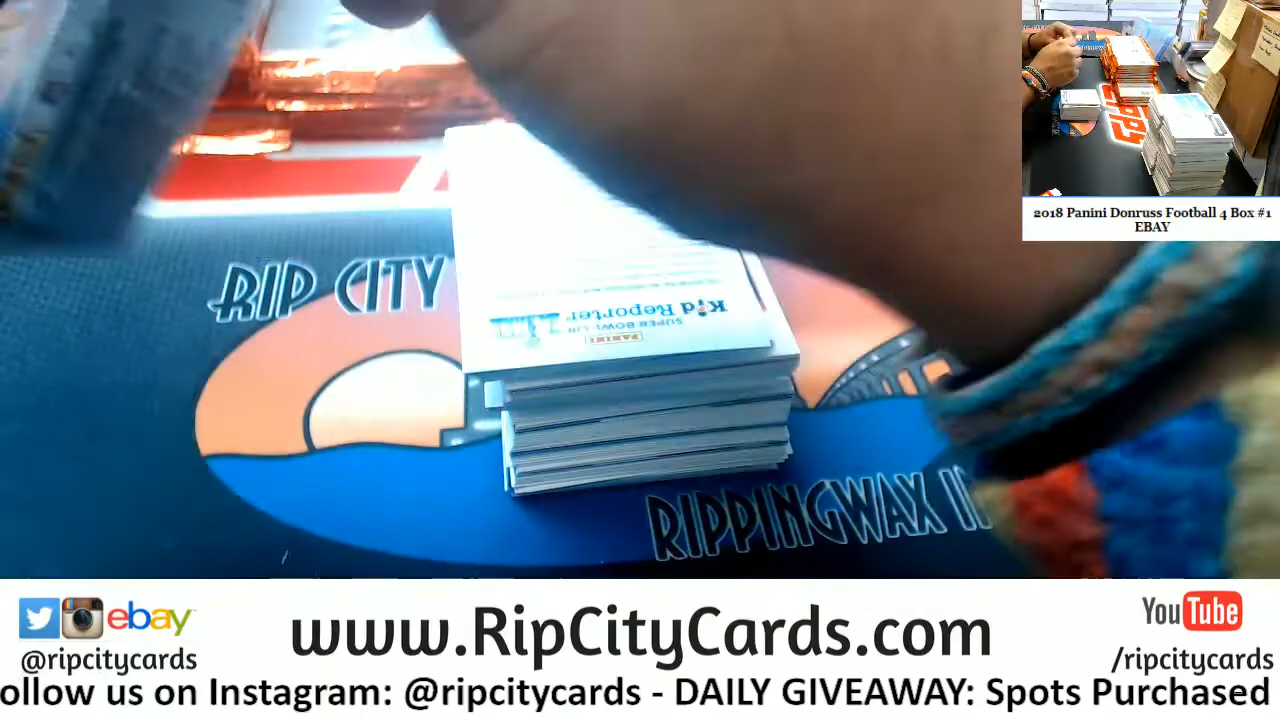 2018 Panini Donruss Football 4 Box #1
EBAY
RIP CITY
Kid Reporter
SUPER BOWL LIII
PANINI
RIPPINGWAX
ebay
@ripcitycards
www.RipCityCards.com
YouTube
/ripcitycards
ollow us on Instagram: @ripcitycards - DAILY GIVEAWAY: Spots Purchased